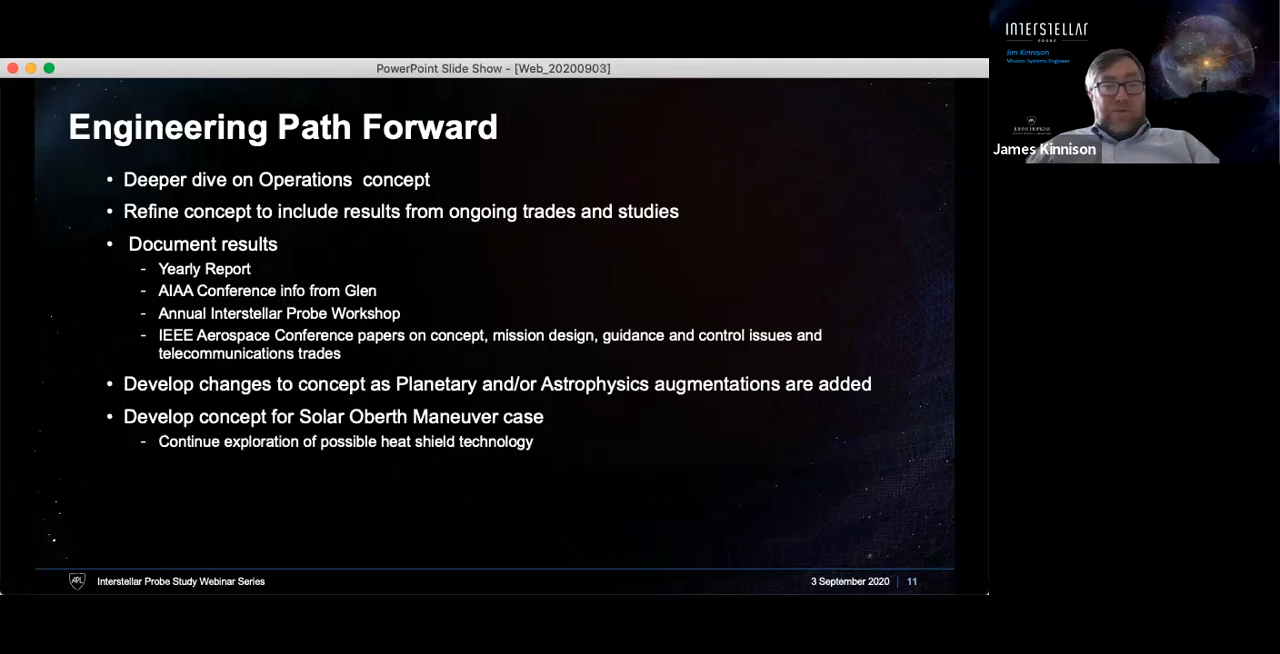 PowerPoint Slide Show - [Web_20200903]
Engineering Path Forward
• Deeper dive on Operations concept
• Refine concept to include results from ongoing trades and studies
• Document results
- Yearly Report
- AIAA Conference info from Glen
- Annual Interstellar Probe Workshop
- IEEE Aerospace Conference papers on concept, mission design, guidance and control issues and
telecommunications trades
• Develop changes to concept as Planetary and/or Astrophysics augmentations are added
• Develop concept for Solar Oberth Maneuver case
- Continue exploration of possible heat shield technology
APL
Interstellar Probe Study Webinar Series
3 September 2020 | 11
INTERSTELLAR
PROBE
Jim Kinnison
Mission Systems Engineer
JOHNS HOPKINS
James Kinnison